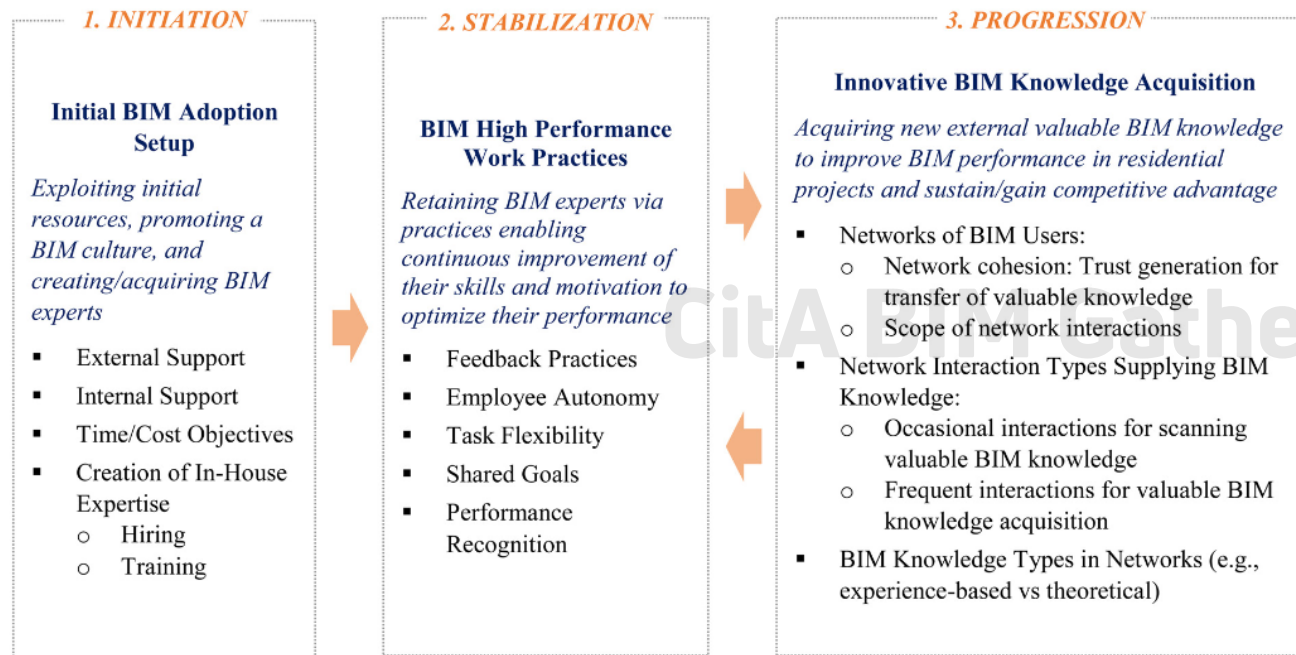 1. INITIATION
Initial BIM Adoption
Setup
Exploiting initial
resources, promoting a
BIM culture, and
creating/acquiring BIM
experts
▪ External Support
▪ Internal Support
▪ Time/Cost Objectives
▪ Creation of In-House
Expertise
o Hiring
o Training
2. STABILIZATION
BIM High Performance
Work Practices
Retaining BIM experts via
practices enabling
continuous improvement of
their skills and motivation to
optimize their performance
▪ Feedback Practices
▪ Employee Autonomy
▪ Task Flexibility
▪ Shared Goals
▪ Performance
Recognition
3. PROGRESSION
Innovative BIM Knowledge Acquisition
Acquiring new external valuable BIM knowledge
to improve BIM performance in residential
projects and sustain/gain competitive advantage
▪ Networks of BIM Users:
o Network cohesion: Trust generation for
transfer of valuable knowledge
o Scope of network interactions
▪ Network Interaction Types Supplying BIM
Knowledge:
o Occasional interactions for scanning
valuable BIM knowledge
o Frequent interactions for valuable BIM
knowledge acquisition
▪ BIM Knowledge Types in Networks (e.g.,
experience-based vs theoretical)
CitA BIM Gathe